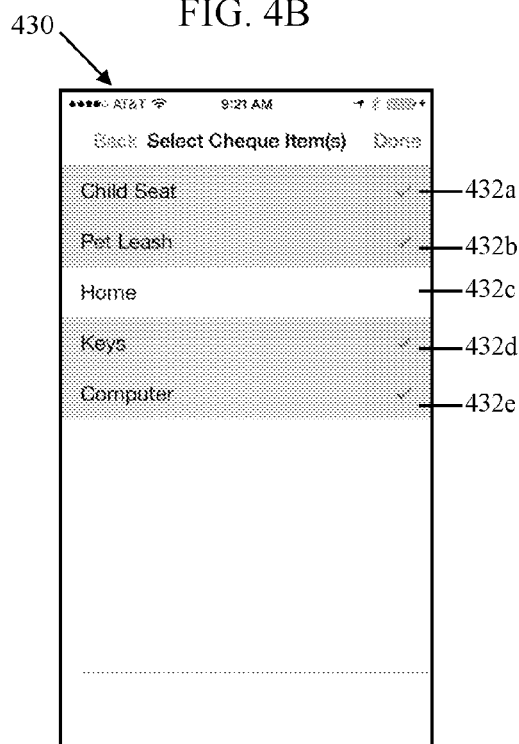 FIG. 4B
430
AT&T 9:21 AM
Back Select Cheque Item(s) Done
Child Seat 432a
Pet Leash 432b
Home 432c
Keys 432d
Computer 432e